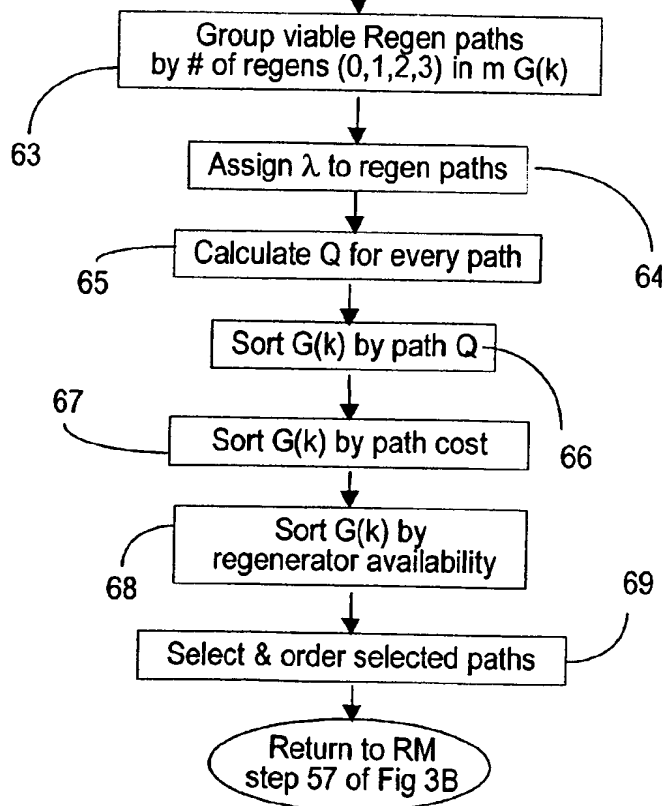 Group viable Regen paths
by # of regens (0,1,2,3) in m G(k)
63
Assign λ to regen paths
64
Calculate Q for every path
65
Sort G(k) by path Q
66
67
Sort G(k) by path cost
Sort G(k) by
regenerator availability
68
69
Select & order selected paths
Return to RM
step 57 of Fig 3B